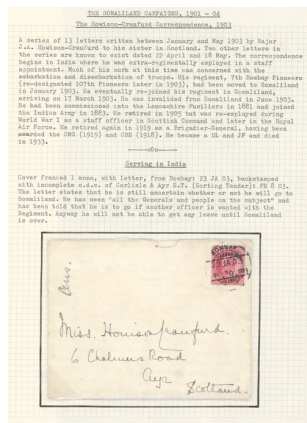 THE SOMALILAND CAMPAIGNS, 1901 - 04
The Howison-Craufurd Correspondence, 1903
A series of 13 letters written between January and May 1903 by Major
J.A. Howison-Craufurd to his sister in Scotland. Two other letters in
the series are known to exist dated 22 April and 18 May. The correspondence
begins in India where he was extra-regimentally employed in a staff
appointment. Much of his work at this time was concerned with the
embarkation and disembarkation of troops. His regiment, 7th Bombay Pioneers
(re-designated 107th Pioneers later in 1903), had been moved to Somaliland
in January 1903. He eventually re-joined his regiment in Somaliland,
arriving on 17 March 1903. He was invalided from Somaliland in June 1903.
He had been commissioned into the Lancashire Fusiliers in 1881 and joined
the Indian Army in 1883. He retired in 1905 but was re-employed during
World War I as a staff officer in Scottish Command and later in the Royal
Air Force. He retired again in 1919 as a Brigadier-General, having been
awarded the CMG (1919) and CBE (1918). He became a DL and JP and died
in 1933.
-----oOo-----
Serving in India
Cover franked 1 anna, with letter, from Bombay: 23 JA 03, backstamped
with incomplete c.d.s. of Carlisle & Ayr S.T. (Sorting Tender): FE 8 03.
The letter states that he is still uncertain whether or not he will go to
Somaliland. He has seen "all the Generals and people on the subject" and
has been told that he is to go if another officer is wanted with the
Regiment. Anyway he will not be able to get any leave until Somaliland
is over.
BOMBAY
Miss. Howison Craufurd.
6 Chalmers Road
Ayr
Scotland.